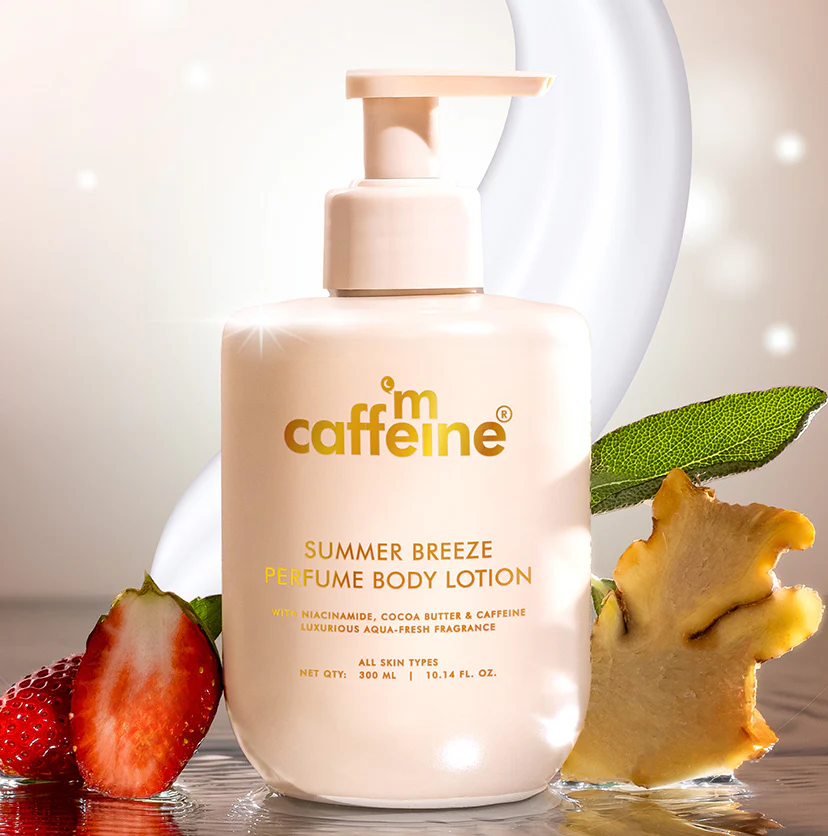 'm
caffeine®
SUMMER BREEZE
PERFUME BODY LOTION
WITH NIACINAMIDE, COCOA BUTTER & CAFFEINE
LUXURIOUS AQUA-FRESH FRAGRANCE
ALL SKIN TYPES
NET QTY: 300 ML | 10.14 FL. OZ.